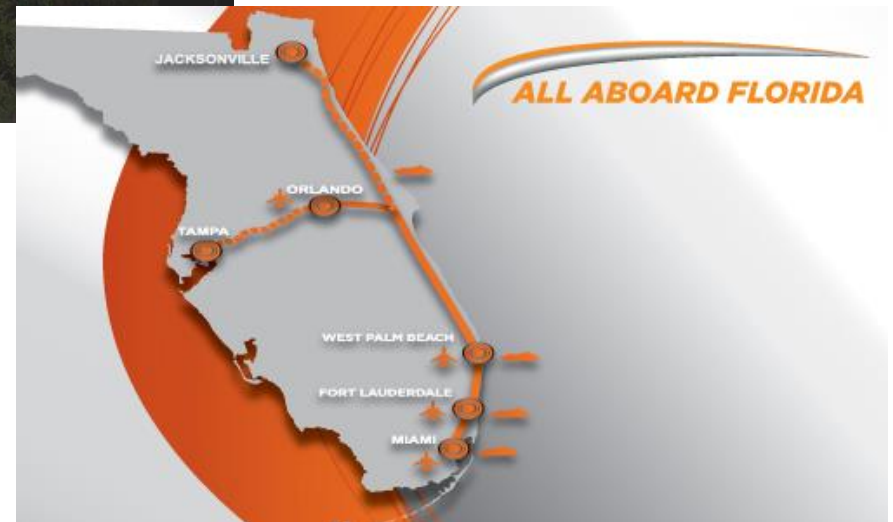 JACKSONVILLE
ALL ABOARD FLORIDA
ORLANDO
TAMPA
WEST PALM BEACH
FORT LAUDERDALE
MIAMI